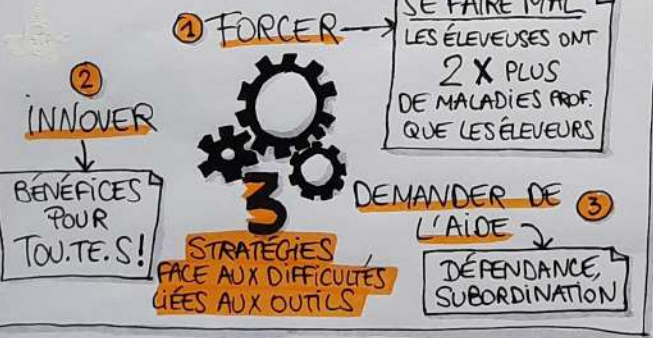 ① FORCER
SE FAIRE MAL
LES ÉLEVEUSES ONT
2 X PLUS
DE MALADIES PROF.
QUE LES ÉLEVEURS
②
INNOVER
BÉNÉFICES
POUR
TOU.TE.S!
3
STRATÉGIES
FACE AUX DIFFICULTÉS
LIÉES AUX OUTILS
DEMANDER DE ③
L'AIDE
DÉPENDANCE,
SUBORDINATION